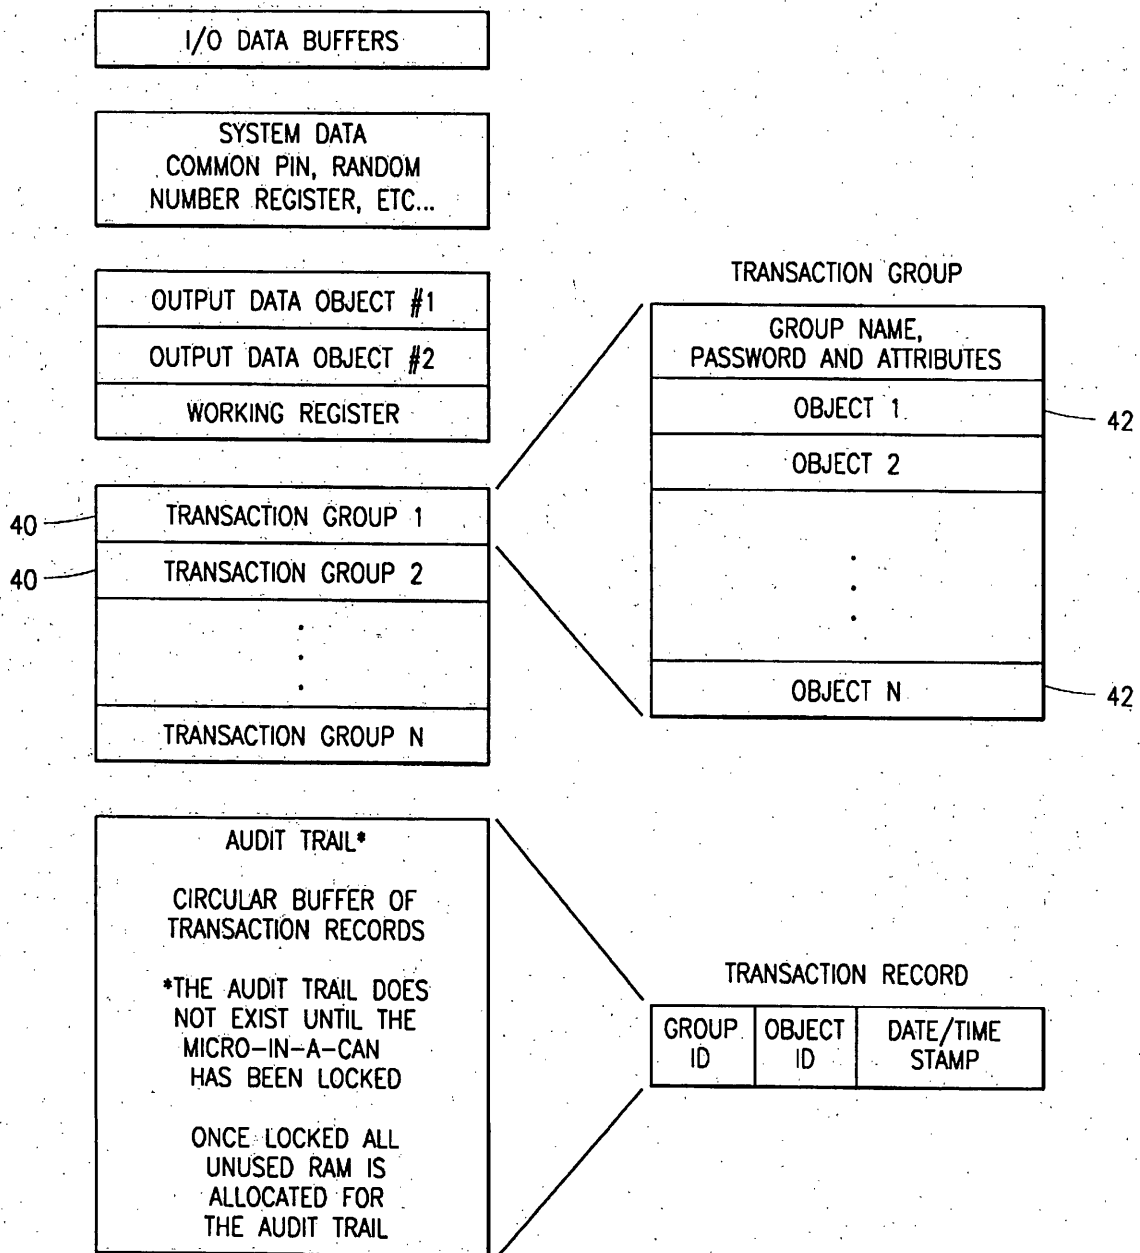 I/O DATA BUFFERS
SYSTEM DATA
COMMON PIN, RANDOM
NUMBER REGISTER, ETC...
OUTPUT DATA OBJECT #1
OUTPUT DATA OBJECT #2
WORKING REGISTER
40
TRANSACTION GROUP 1
40
TRANSACTION GROUP 2
TRANSACTION GROUP N
TRANSACTION GROUP
GROUP NAME,
PASSWORD AND ATTRIBUTES
OBJECT 1
42
OBJECT 2
OBJECT N
42
AUDIT TRAIL*
CIRCULAR BUFFER OF
TRANSACTION RECORDS
*THE AUDIT TRAIL DOES
NOT EXIST UNTIL THE
MICRO-IN-A-CAN
HAS BEEN LOCKED
ONCE LOCKED ALL
UNUSED RAM IS
ALLOCATED FOR
THE AUDIT TRAIL
TRANSACTION RECORD
GROUP
ID
OBJECT
ID
DATE/TIME
STAMP